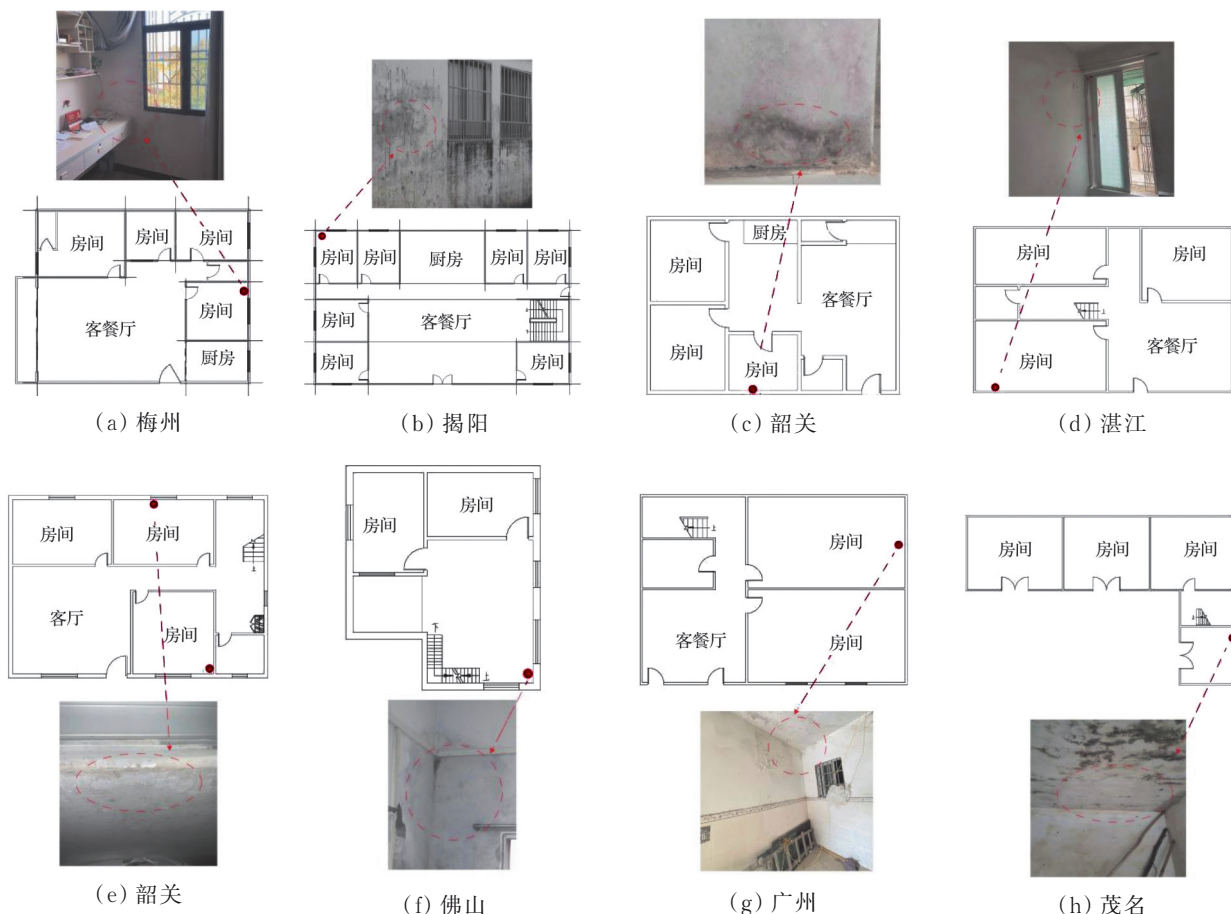 房间 房间 房间
客餐厅 房间
厨房
(a) 梅州
房间 房间 厨房 房间 房间
房间 客餐厅
房间 房间
(b) 揭阳
厨房
房间
客餐厅
房间 房间
(c) 韶关
房间 房间
房间 客餐厅
(d) 湛江
房间 房间
客厅 房间
(e) 韶关
房间 房间
下
上
(f) 佛山
上
房间
客餐厅 房间
(g) 广州
房间 房间 房间
(h) 茂名